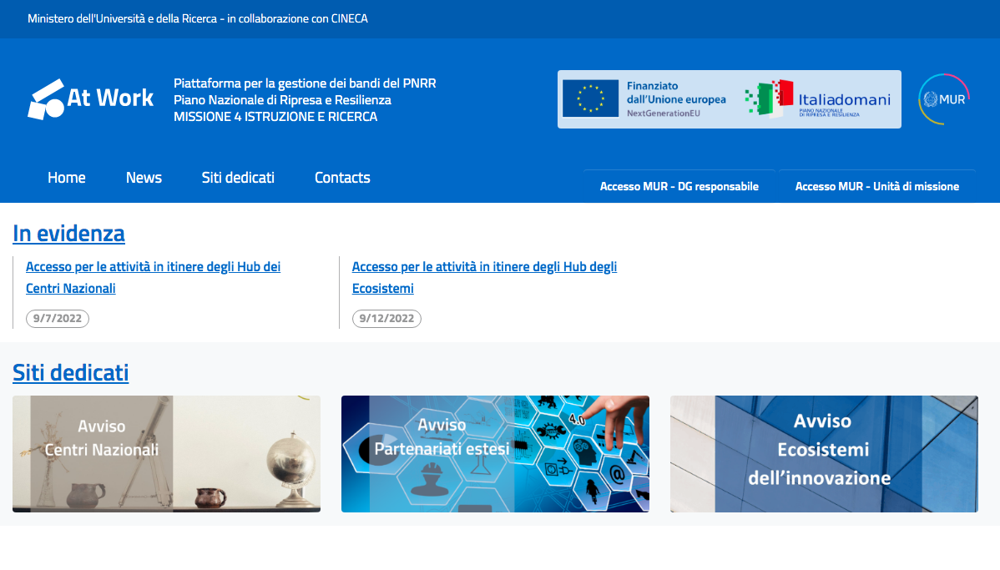 Ministero dell'Università e della Ricerca - in collaborazione con CINECA
At Work
Piattaforma per la gestione dei bandi del PNRR
Piano Nazionale di Ripresa e Resilienza
MISSIONE 4 ISTRUZIONE E RICERCA
Finanziato
dall'Unione europea
NextGenerationEU
Italiadomani
PIANO NAZIONALE
DI RIPRESA E RESILIENZA
MUR
Home
News
Siti dedicati
Contacts
Accesso MUR - DG responsabile
Accesso MUR - Unità di missione
In evidenza
Accesso per le attività in itinere degli Hub dei
Centri Nazionali
9/7/2022
Accesso per le attività in itinere degli Hub degli
Ecosistemi
9/12/2022
Siti dedicati
Avviso
Centri Nazionali
Avviso
Partenariati estesi
4.0
@
Avviso
Ecosistemi
dell’innovazione